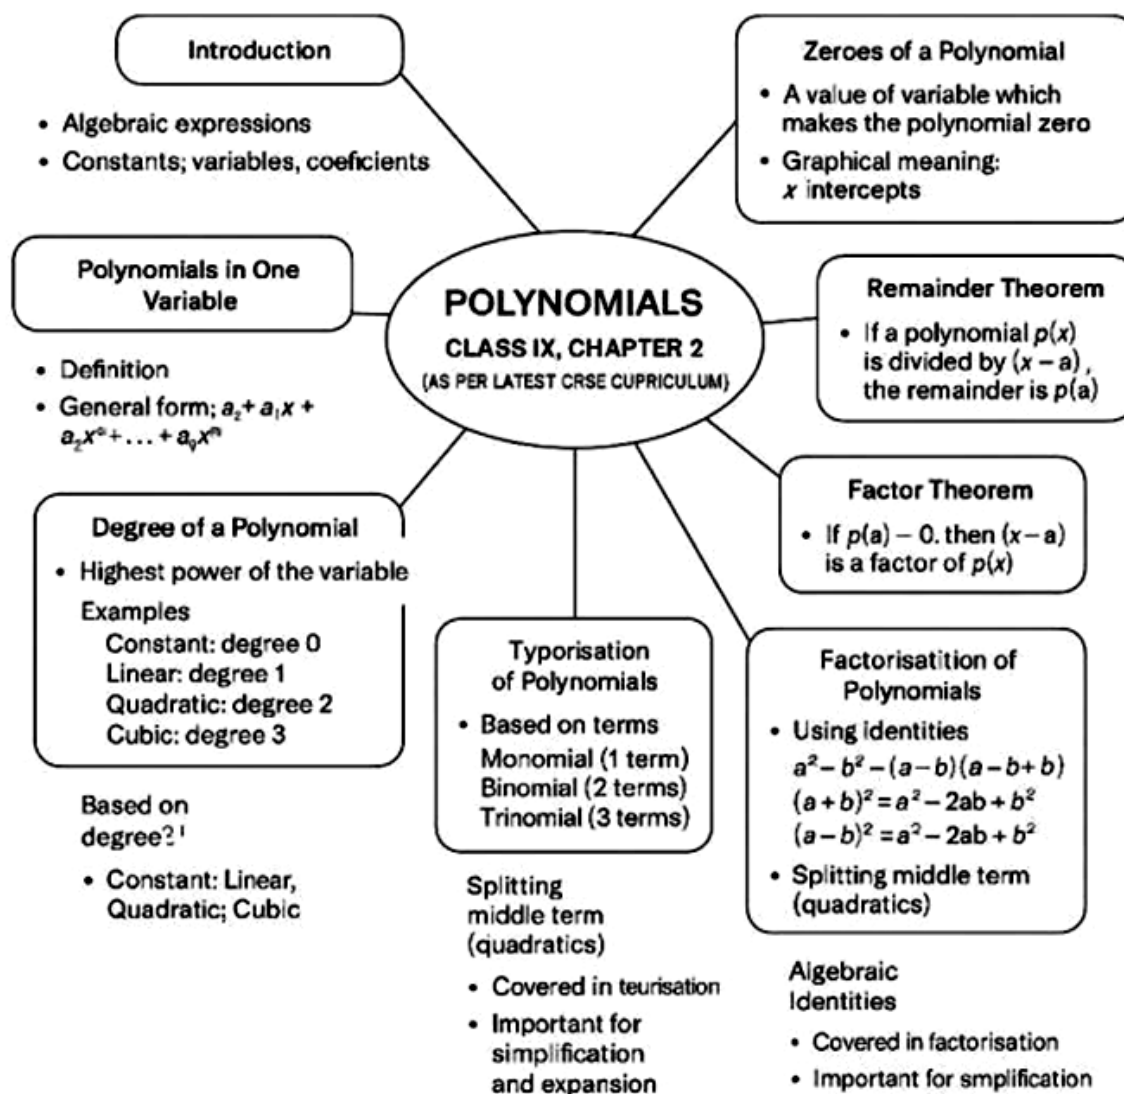 Introduction
• Algebraic expressions
• Constants; variables, coeficients
Polynomials in One
Variable
• Definition
• General form; a₂ + a₁x +
a₂xⁿ + ... + a₉xⁿ
Degree of a Polynomial
• Highest power of the variable
Examples
Constant: degree 0
Linear: degree 1
Quadratic: degree 2
Cubic: degree 3
Based on
degree?
• Constant: Linear,
Quadratic; Cubic
POLYNOMIALS
CLASS IX, CHAPTER 2
(AS PER LATEST CRSE CUPRICULUM)
Typorisation
of Polynomials
• Based on terms
Monomial (1 term)
Binomial (2 terms)
Trinomial (3 terms)
Splitting
middle term
(quadratics)
• Covered in teurisation
• Important for
simplification
and expansion
Zeroes of a Polynomial
• A value of variable which
makes the polynomial zero
• Graphical meaning:
x intercepts
Remainder Theorem
• If a polynomial p(x)
is divided by (x – a),
the remainder is p(a)
Factor Theorem
• If p(a) – 0. then (x – a)
is a factor of p(x)
Factorisatition of
Polynomials
• Using identities
a² – b² – (a – b)(a – b + b)
(a + b)² = a² – 2ab + b²
(a – b)² = a² – 2ab + b²
• Splitting middle term
(quadratics)
Algebraic
Identities
• Covered in factorisation
• Important for smplification